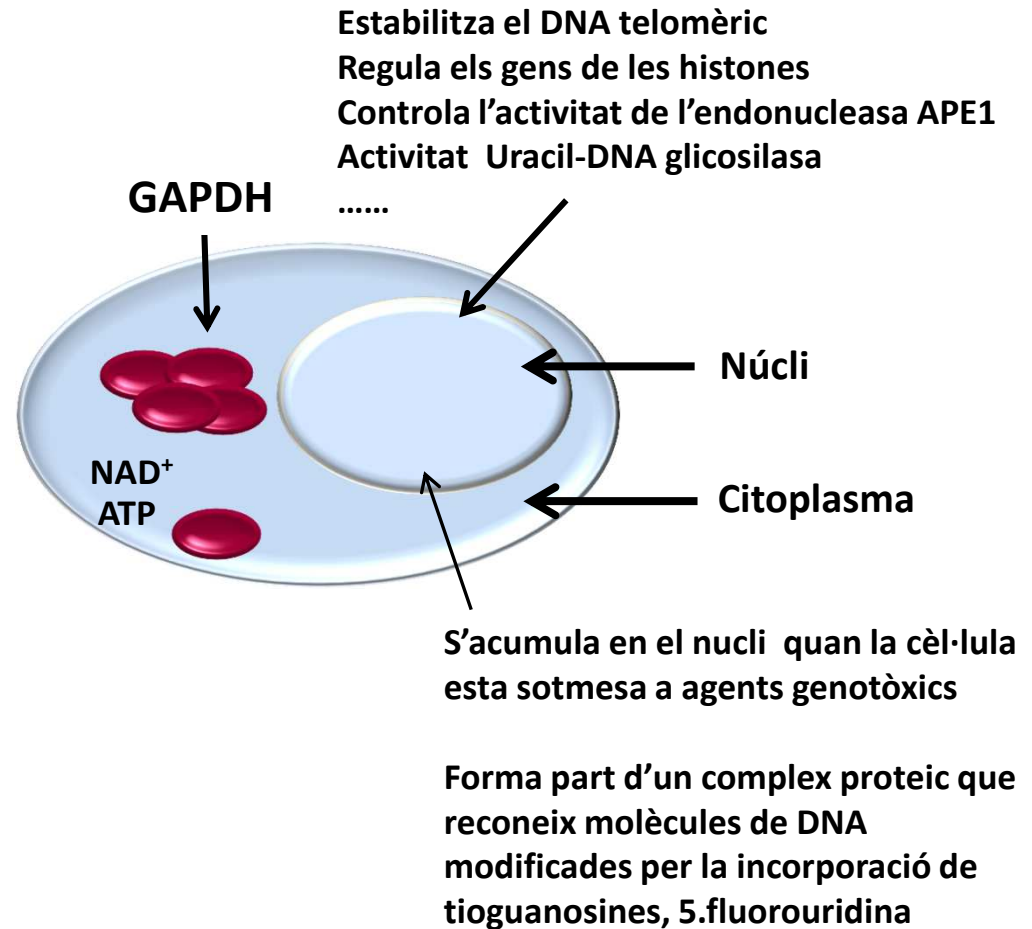 Estabilitza el DNA telomèric
Regula els gens de les histones
Controla l’activitat de l’endonucleasa APE1
Activitat  Uracil-DNA glicosilasa
......
GAPDH
Núcli
NAD⁺
ATP
Citoplasma
S’acumula en el nucli  quan la cèl·lula
esta sotmesa a agents genotòxics
Forma part d’un complex proteic que
reconeix molècules de DNA
modificades per la incorporació de
tioguanosines, 5.fluorouridina